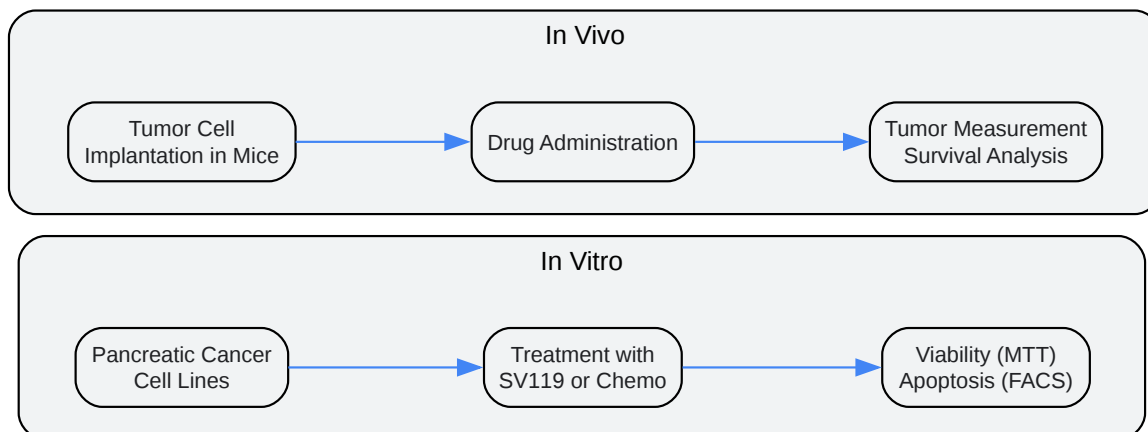 In Vivo
Tumor Cell
Implantation in Mice
Drug Administration
Tumor Measurement
Survival Analysis
In Vitro
Pancreatic Cancer
Cell Lines
Treatment with
SV119 or Chemo
Viability (MTT)
Apoptosis (FACS)